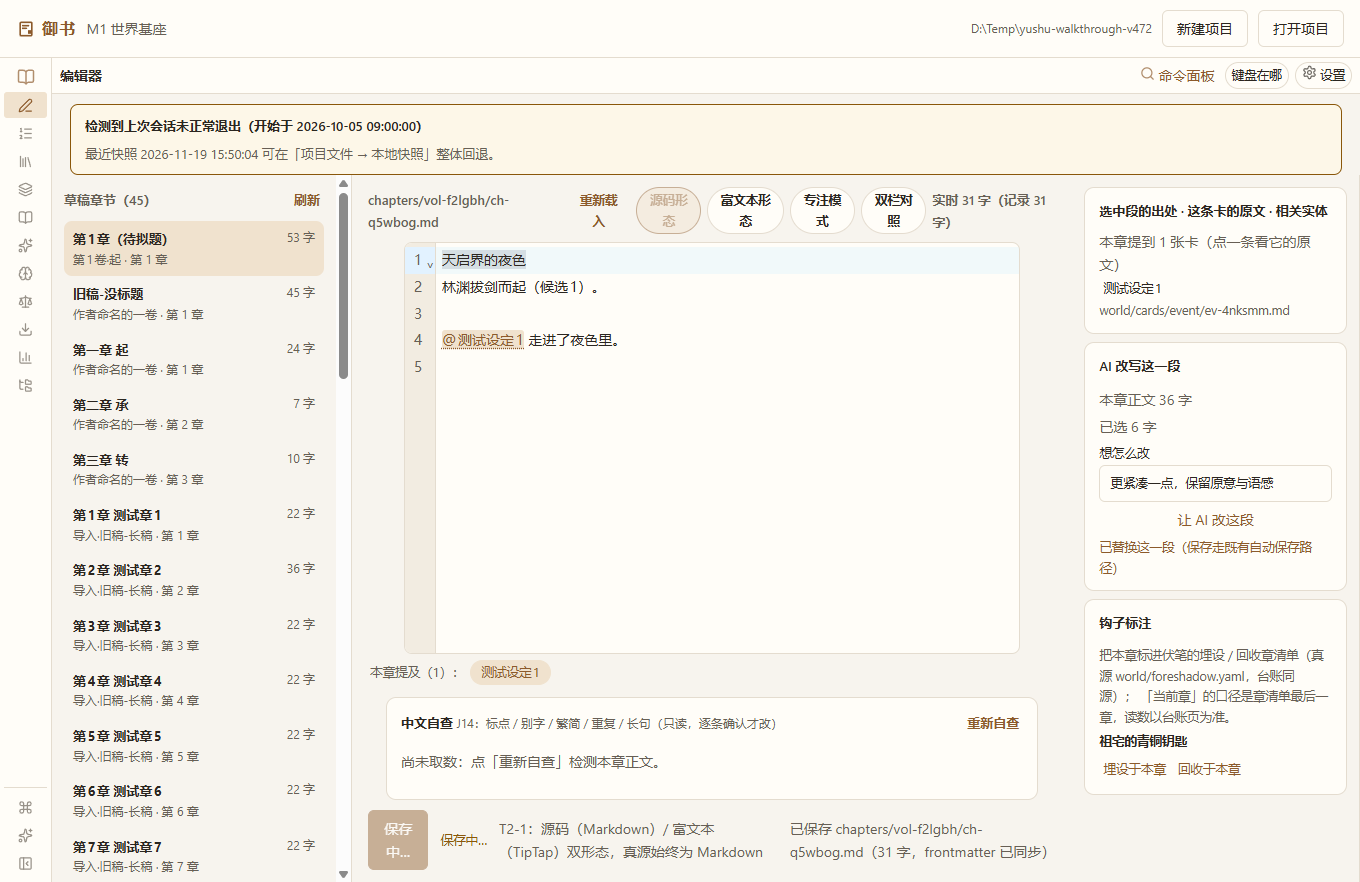 御书 M1 世界基座
D:\Temp\yushu-walkthrough-v472 新建项目 打开项目
编辑器
命令面板 键盘在哪 设置
检测到上次会话未正常退出（开始于 2026-10-05 09:00:00）
最近快照 2026-11-19 15:50:04 可在「项目文件 → 本地快照」整体回退。
草稿章节（45） 刷新
第1章（待拟题） 53 字
第1卷·起 · 第 1 章
旧稿-没标题 45 字
作者命名的一卷 · 第 1 章
第一章 起 24 字
作者命名的一卷 · 第 1 章
第二章 承 7 字
作者命名的一卷 · 第 2 章
第三章 转 10 字
作者命名的一卷 · 第 3 章
第1章 测试章1 22 字
导入·旧稿-长稿 · 第 1 章
第2章 测试章2 36 字
导入·旧稿-长稿 · 第 2 章
第3章 测试章3 22 字
导入·旧稿-长稿 · 第 3 章
第4章 测试章4 22 字
导入·旧稿-长稿 · 第 4 章
第5章 测试章5 22 字
导入·旧稿-长稿 · 第 5 章
第6章 测试章6 22 字
导入·旧稿-长稿 · 第 6 章
第7章 测试章7 22 字
导入·旧稿-长稿 · 第 7 章
chapters/vol-f2lgbh/ch-
q5wbog.md
重新载
入
源码形
态
富文本形
态
专注模
式
双栏对
照
实时 31 字（记录 31
字）
1 天启界的夜色
2 林渊拔剑而起（候选1）。
3
4 @测试设定1 走进了夜色里。
5
本章提及（1）： 测试设定1
中文自查 J14：标点 / 别字 / 繁简 / 重复 / 长句（只读，逐条确认才改） 重新自查
尚未取数：点「重新自查」检测本章正文。
保存
中...
保存中...
T2-1：源码（Markdown）/ 富文本
（TipTap）双形态，真源始终为 Markdown
已保存 chapters/vol-f2lgbh/ch-
q5wbog.md（31 字，frontmatter 已同步）
选中段的出处 · 这条卡的原文 · 相关实体
本章提到 1 张卡（点一条看它的原
文）
测试设定1
world/cards/event/ev-4nksmm.md
AI 改写这一段
本章正文 36 字
已选 6 字
想怎么改
更紧凑一点，保留原意与语感
让 AI 改这段
已替换这一段（保存走既有自动保存路
径）
钩子标注
把本章标进伏笔的埋设 / 回收章清单（真
源 world/foreshadow.yaml，台账同
源）；「当前章」的口径是章清单最后一
章，读数以台账页为准。
祖宅的青铜钥匙
埋设于本章 回收于本章